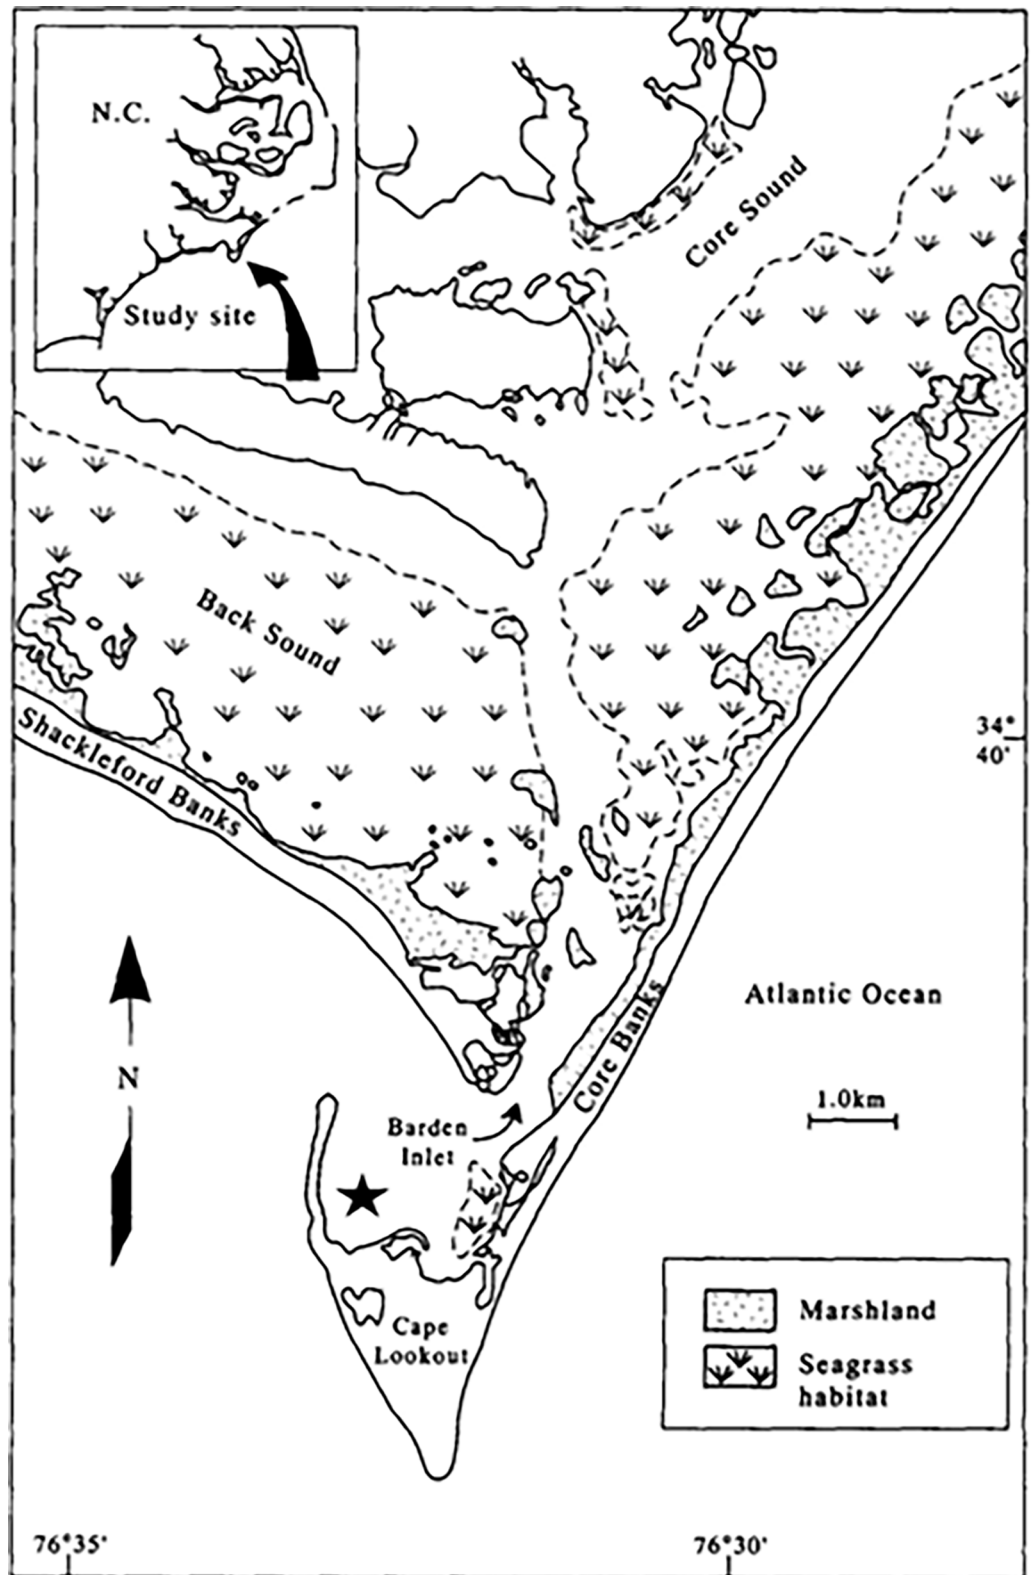 N.C.
Study site
Core Sound
Back Sound
Shackleford Banks
34°
40'
Atlantic Ocean
N
Core Banks
1.0km
Barden
Inlet
Cape
Lookout
Marshland
Seagrass
habitat
76°35'
76°30'